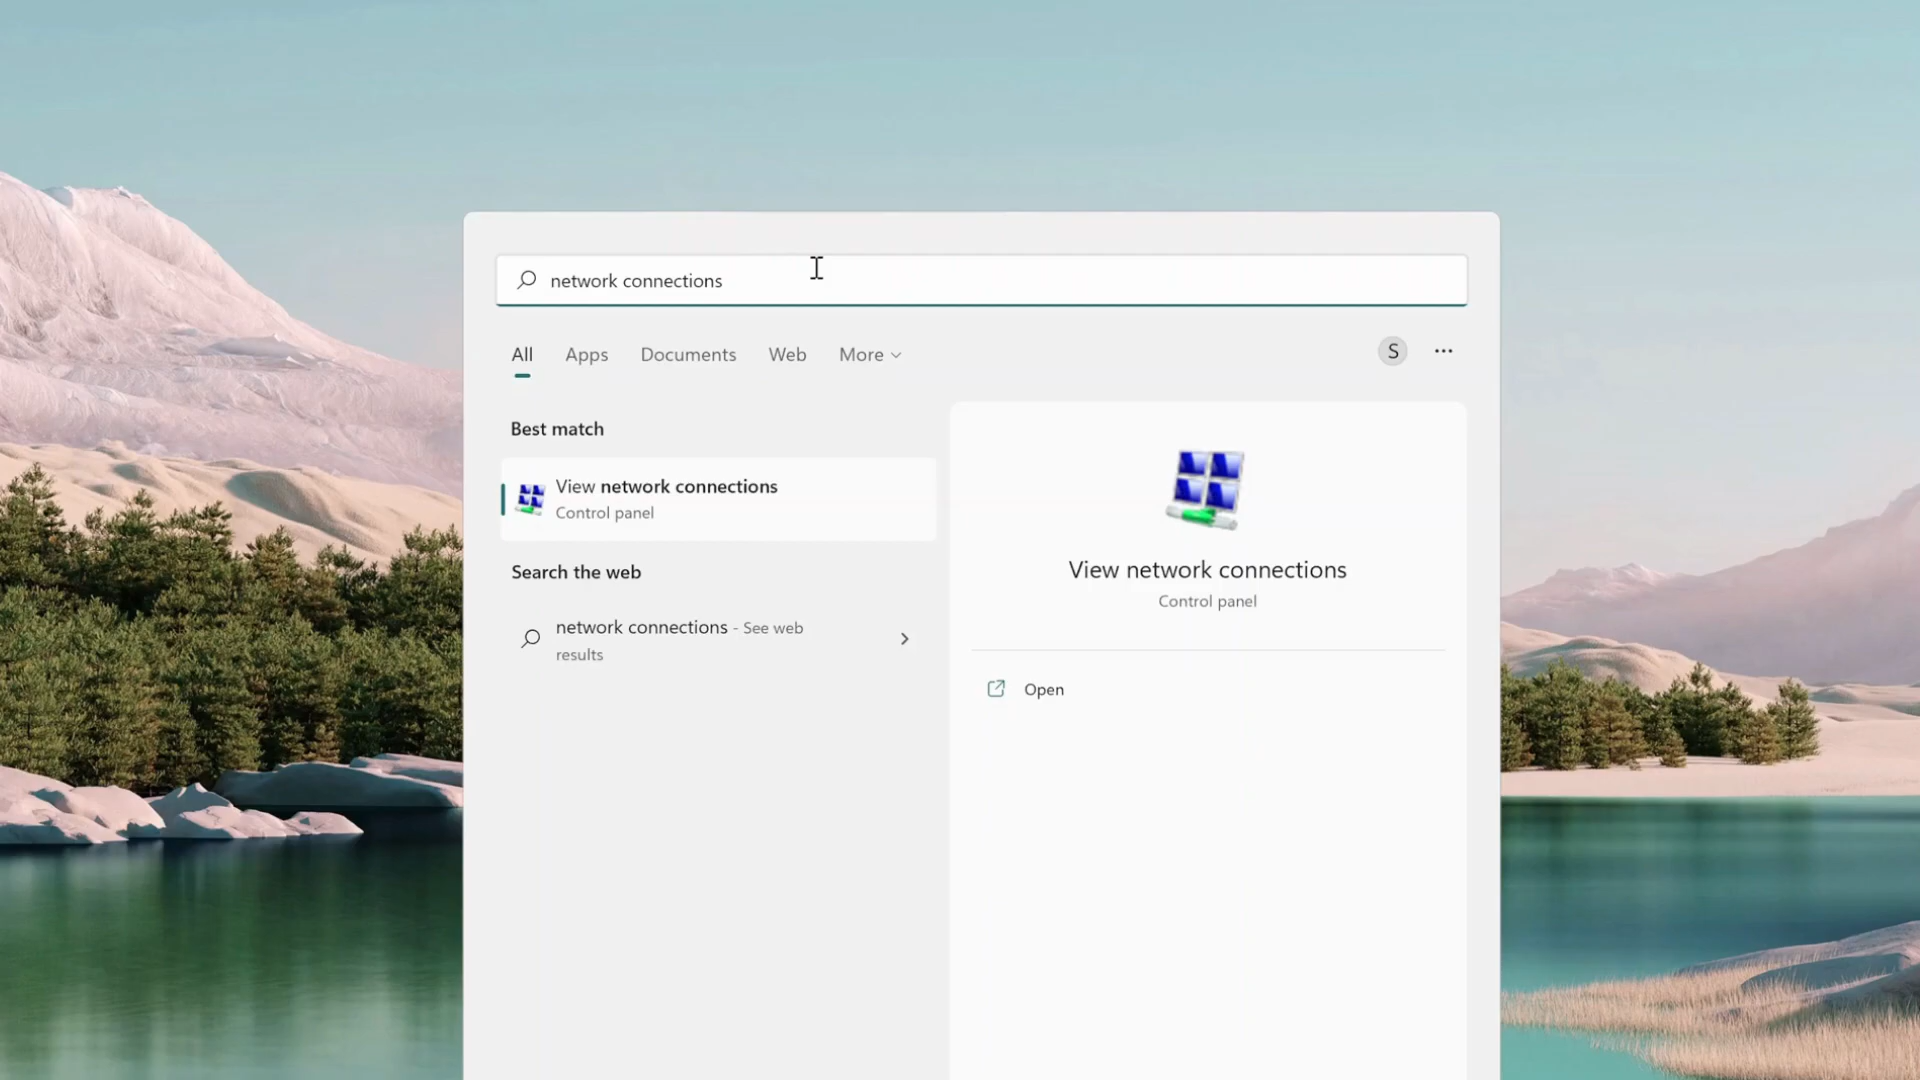 network connections
All Apps Documents Web More
S
Best match
View network connections
Control panel
Search the web
network connections - See web
results
View network connections
Control panel
Open